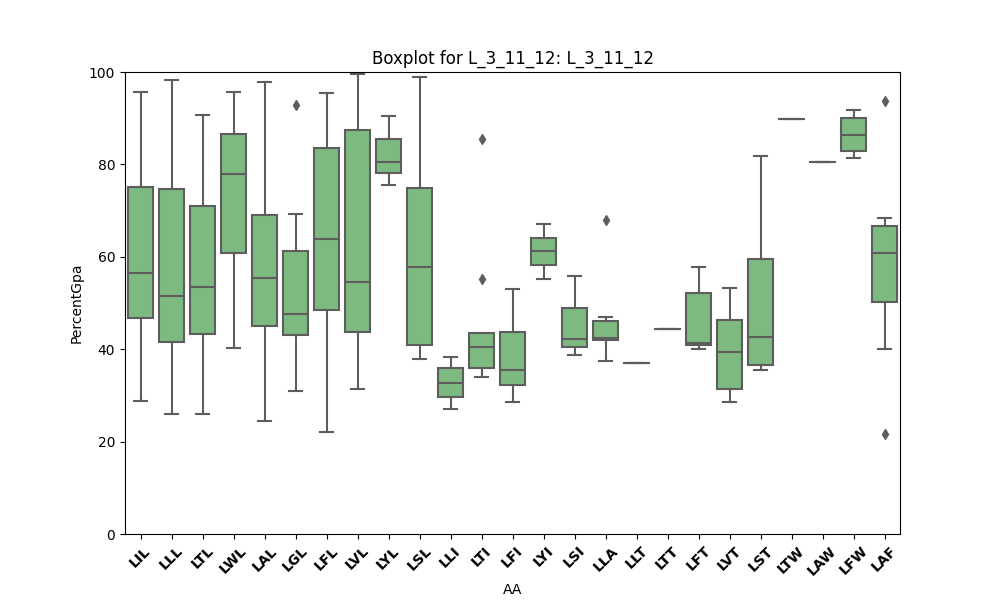 Boxplot for L_3_11_12: L_3_11_12
100
80
60
40
20
0
PercentGpa
LIL LLL LTL LWL LAL LGL LFL LVL LYL LSL LLI LTI LFI LYI LSI LLA LLT LTT LFT LVT LST LTW LAW LFW LAF
AA